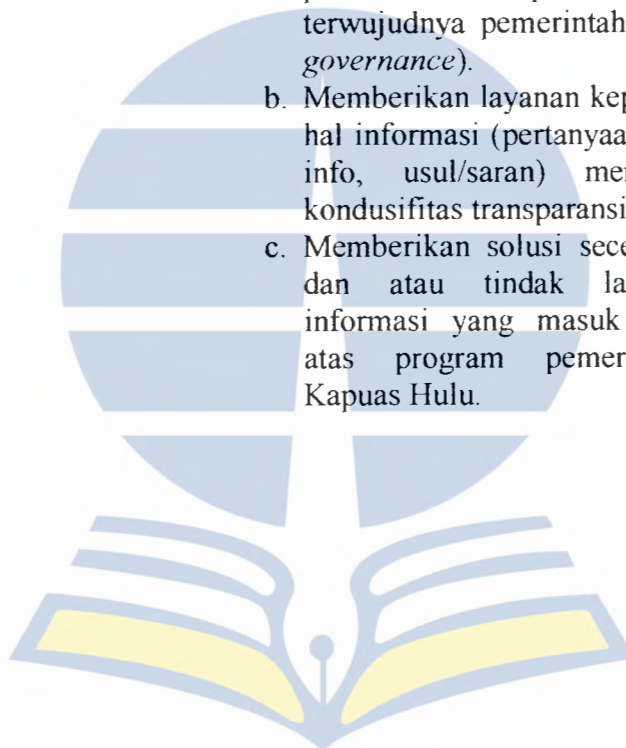 terwujudnya pemerintah
governance).
b. Memberikan layanan kep
hal informasi (pertanyaa
info, usul/saran) me
kondusifitas transparansi
c. Memberikan solusi sece
dan atau tindak la
informasi yang masuk
atas program pemer
Kapuas Hulu.